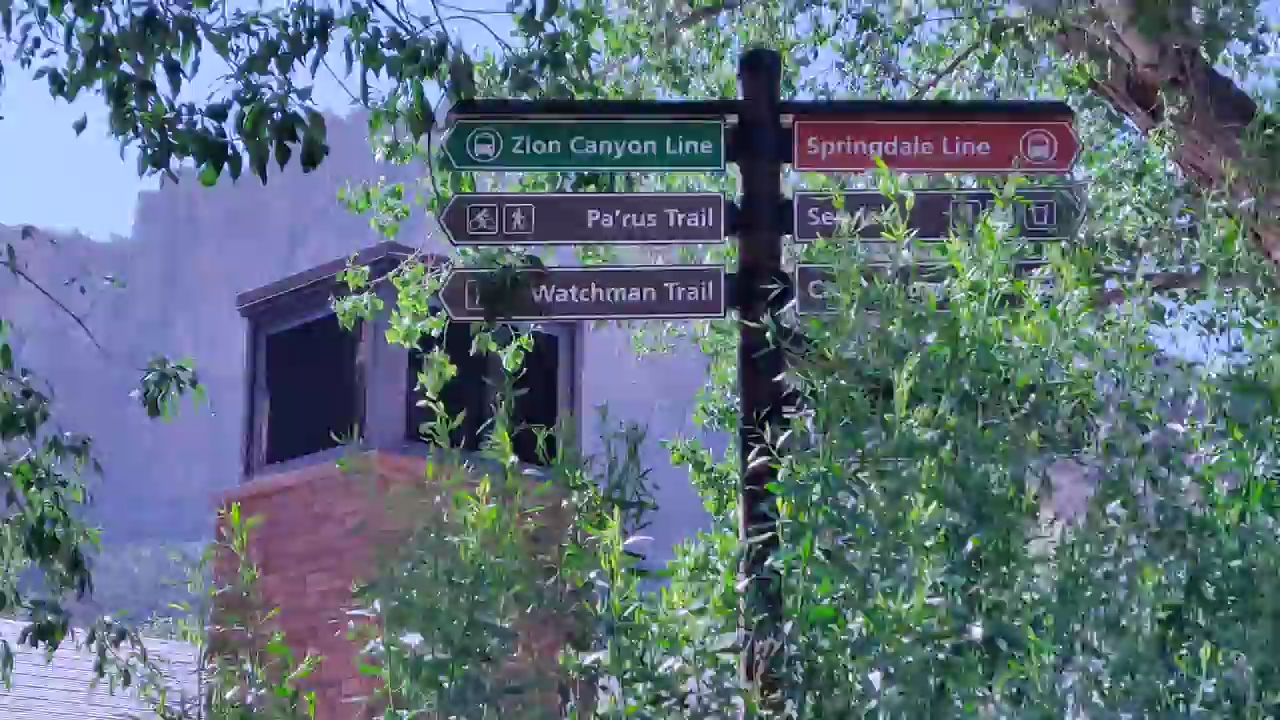 Zion Canyon Line
Springdale Line
Pa'rus Trail
Watchman Trail